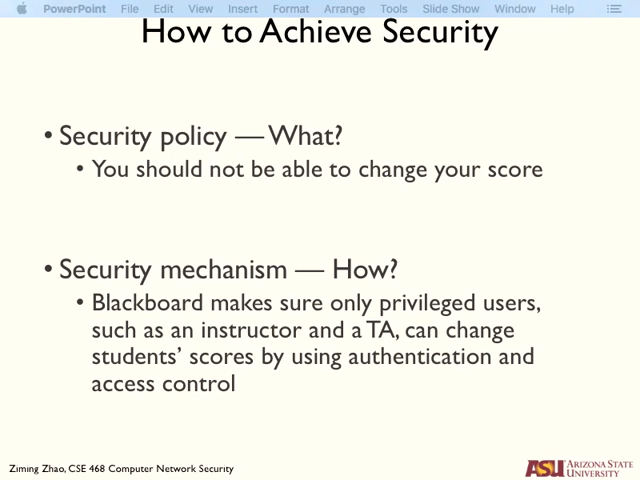 PowerPoint File Edit View Insert Format Arrange Tools Slide Show Window Help
How to Achieve Security
• Security policy — What?
• You should not be able to change your score
• Security mechanism — How?
• Blackboard makes sure only privileged users,
such as an instructor and a TA, can change
students’ scores by using authentication and
access control
Ziming Zhao, CSE 468 Computer Network Security
ASU ARIZONA STATE
UNIVERSITY